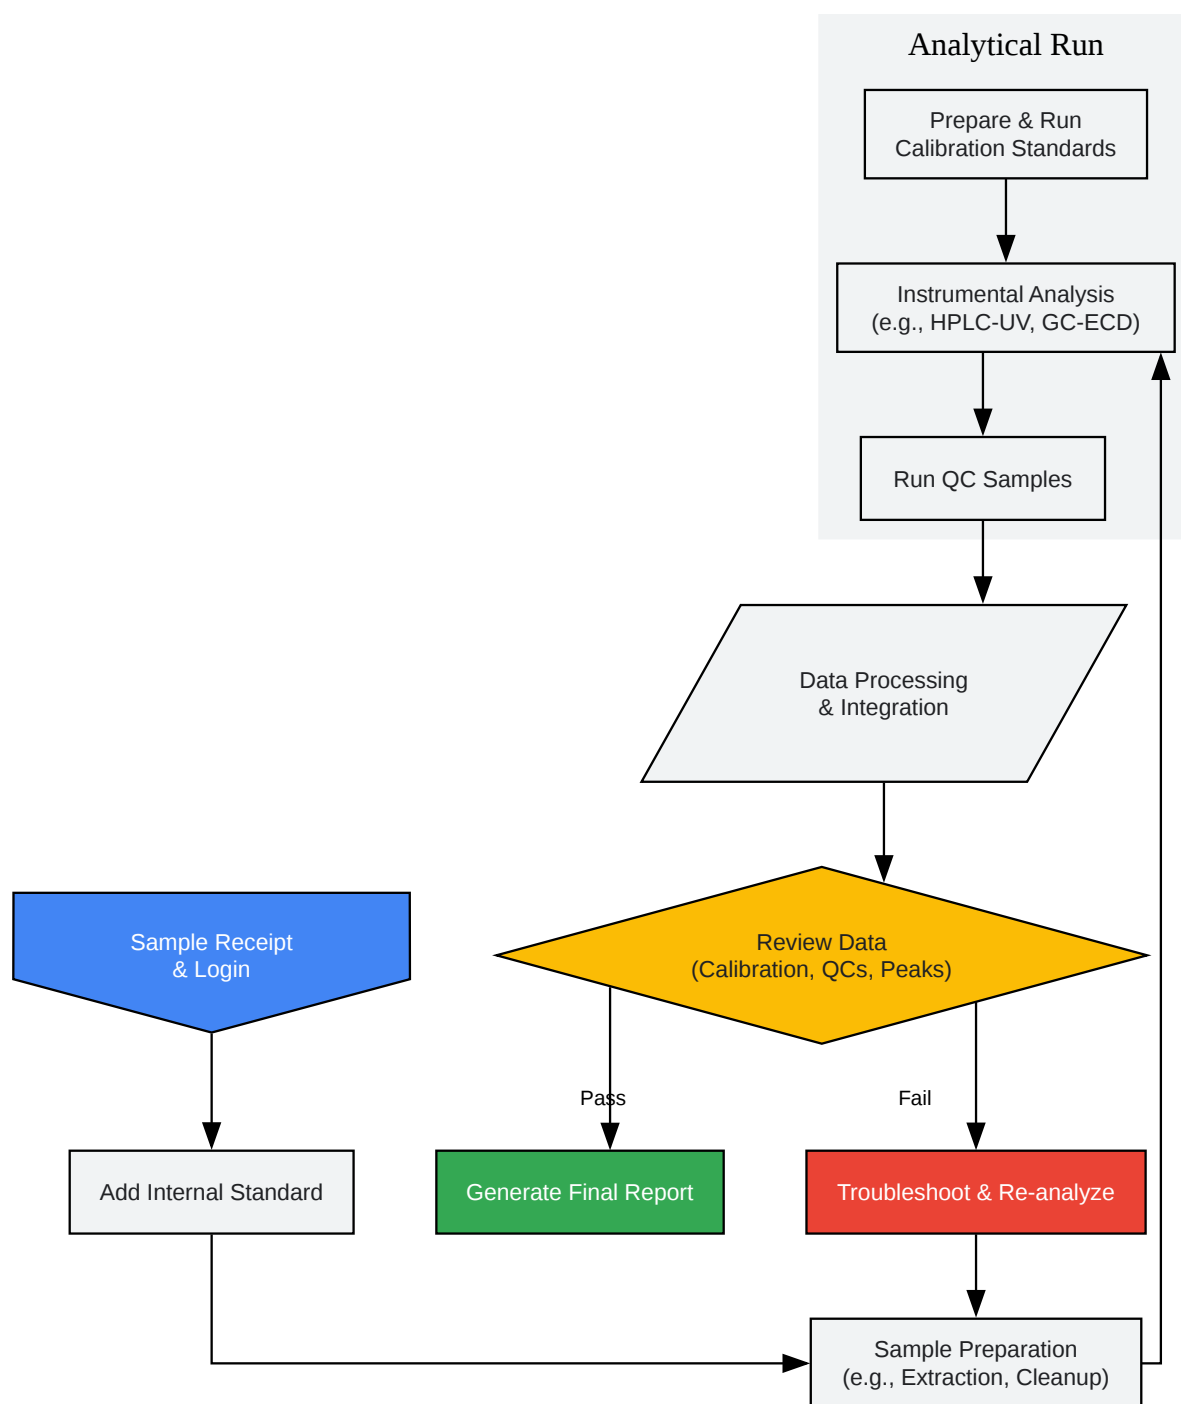 Analytical Run
Prepare & Run
Calibration Standards
Instrumental Analysis
(e.g., HPLC-UV, GC-ECD)
Run QC Samples
Data Processing
& Integration
Sample Receipt
& Login
Review Data
(Calibration, QCs, Peaks)
Pass
Fail
Add Internal Standard
Generate Final Report
Troubleshoot & Re-analyze
Sample Preparation
(e.g., Extraction, Cleanup)